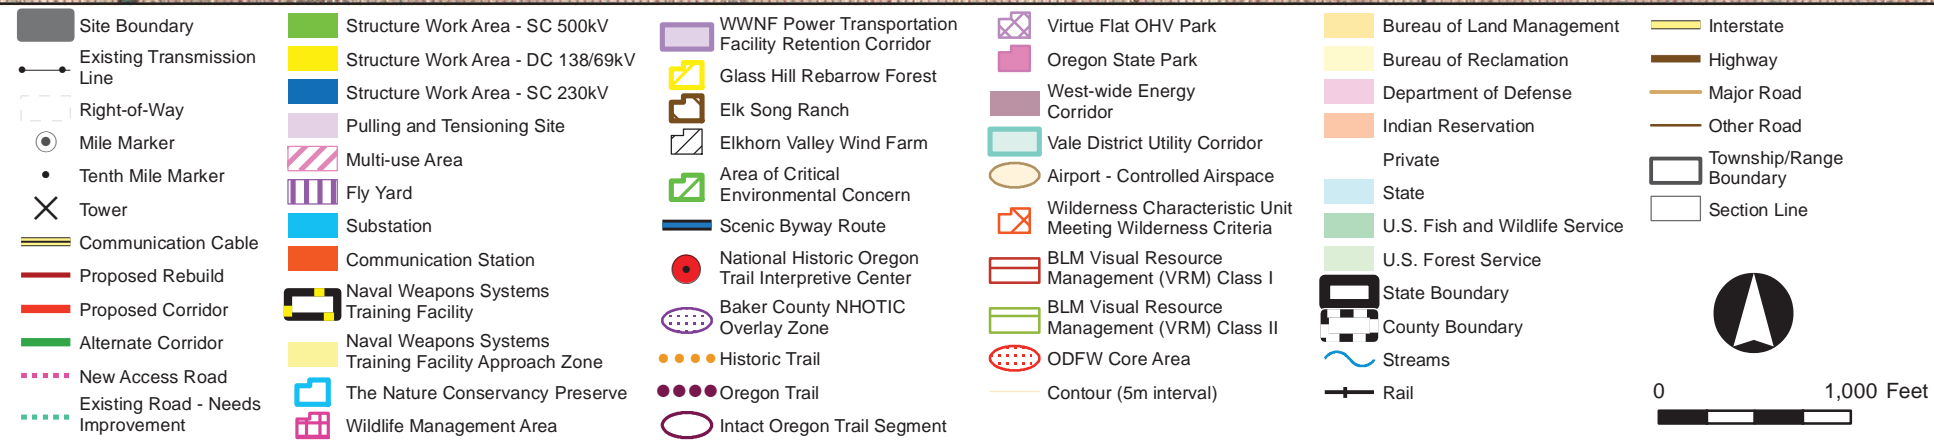 Site Boundary
Existing Transmission
Line
Right-of-Way
Mile Marker
Tenth Mile Marker
Tower
Communication Cable
Proposed Rebuild
Proposed Corridor
Alternate Corridor
New Access Road
Existing Road - Needs
Improvement
Structure Work Area - SC 500kV
Structure Work Area - DC 138/69kV
Structure Work Area - SC 230kV
Pulling and Tensioning Site
Multi-use Area
Fly Yard
Substation
Communication Station
Naval Weapons Systems
Training Facility
Naval Weapons Systems
Training Facility Approach Zone
The Nature Conservancy Preserve
Wildlife Management Area
WWNF Power Transportation
Facility Retention Corridor
Glass Hill Rebarrow Forest
Elk Song Ranch
Elkhorn Valley Wind Farm
Area of Critical
Environmental Concern
Scenic Byway Route
National Historic Oregon
Trail Interpretive Center
Baker County NHOTIC
Overlay Zone
Historic Trail
Oregon Trail
Intact Oregon Trail Segment
Virtue Flat OHV Park
Oregon State Park
West-wide Energy
Corridor
Vale District Utility Corridor
Airport - Controlled Airspace
Wilderness Characteristic Unit
Meeting Wilderness Criteria
BLM Visual Resource
Management (VRM) Class I
BLM Visual Resource
Management (VRM) Class II
ODFW Core Area
Contour (5m interval)
Bureau of Land Management
Bureau of Reclamation
Department of Defense
Indian Reservation
Private
State
U.S. Fish and Wildlife Service
U.S. Forest Service
State Boundary
County Boundary
Streams
Rail
Interstate
Highway
Major Road
Other Road
Township/Range
Boundary
Section Line
0 1,000 Feet